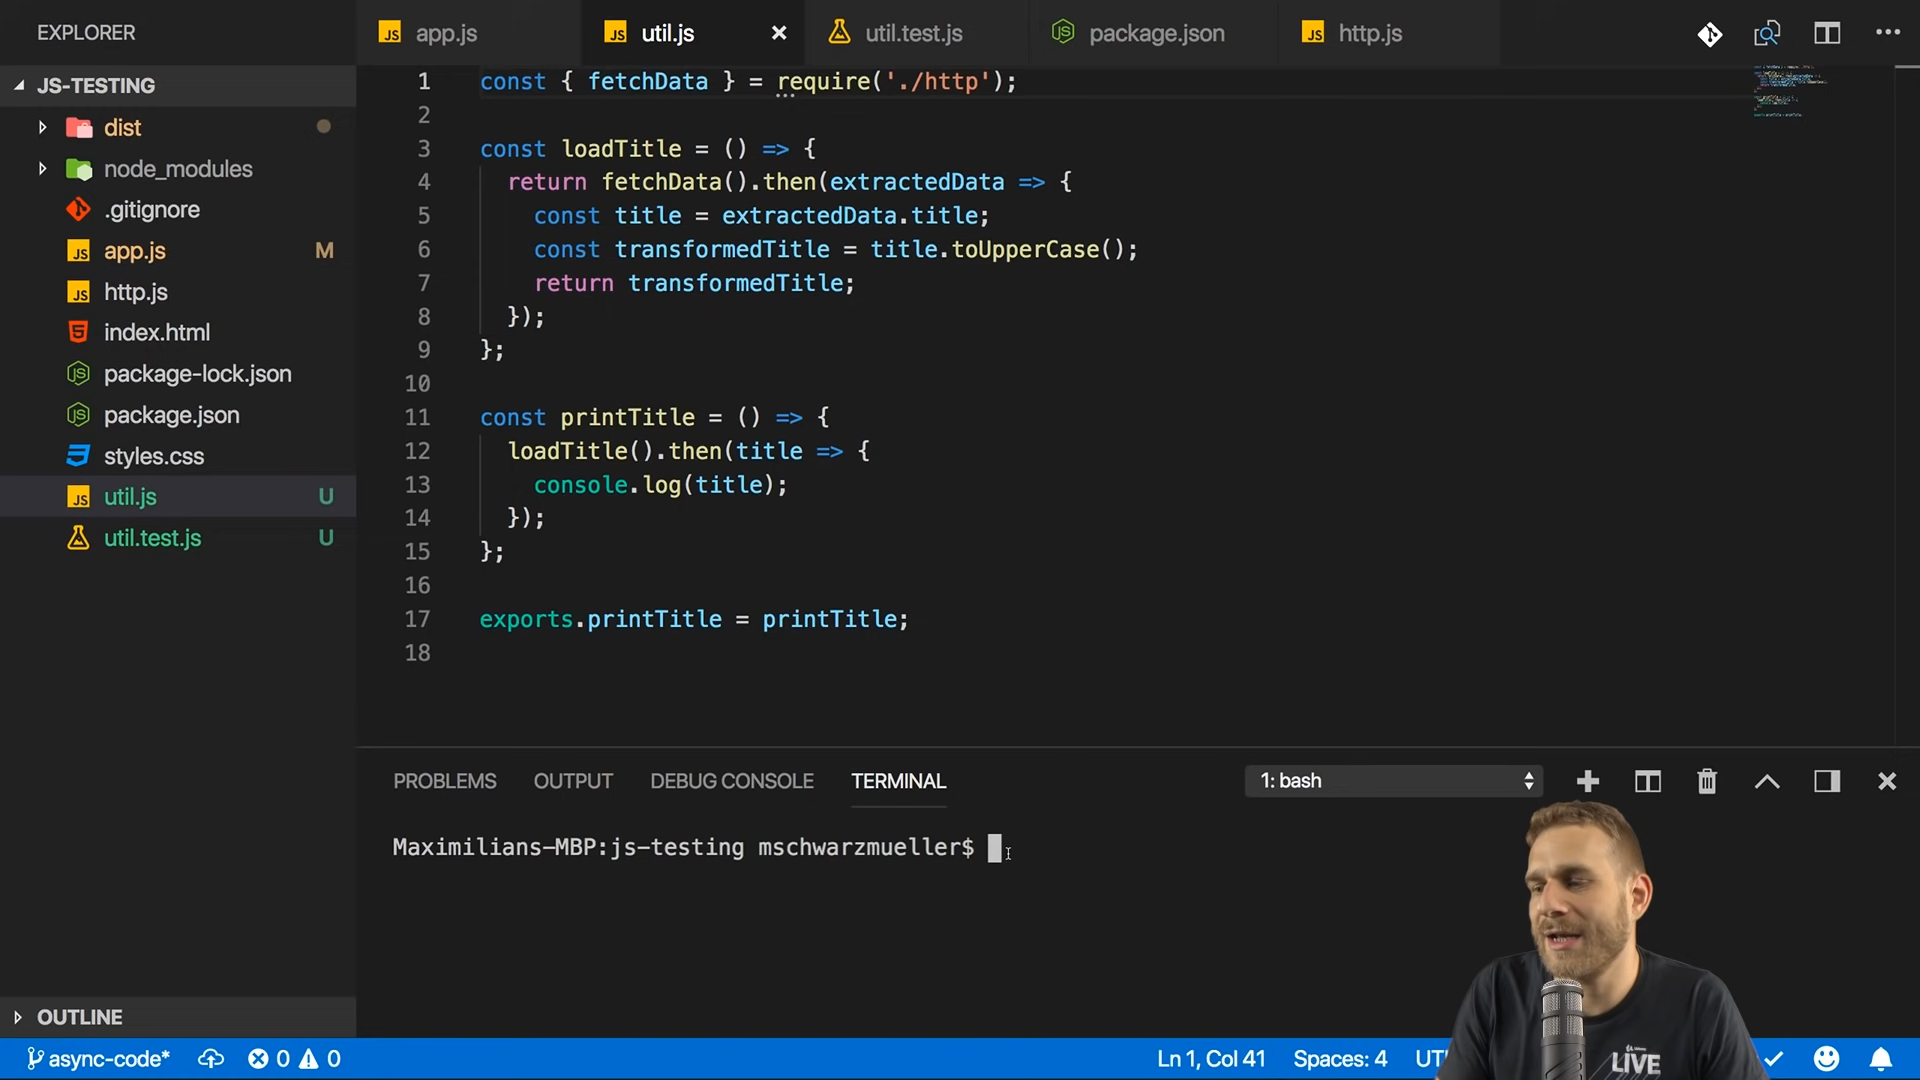 EXPLORER
JS-TESTING
dist
node_modules
.gitignore
app.js M
http.js
index.html
package-lock.json
package.json
styles.css
util.js U
util.test.js U
OUTLINE
app.js
util.js
util.test.js
package.json
http.js
1 const { fetchData } = require('./http');
2
3 const loadTitle = () => {
4 return fetchData().then(extractedData => {
5 const title = extractedData.title;
6 const transformedTitle = title.toUpperCase();
7 return transformedTitle;
8 });
9 };
10
11 const printTitle = () => {
12 loadTitle().then(title => {
13 console.log(title);
14 });
15 };
16
17 exports.printTitle = printTitle;
18
PROBLEMS OUTPUT DEBUG CONSOLE TERMINAL
1: bash
Maximilians-MBP:js-testing mschwarzmueller$
LIVE
async-code* 0 0
Ln 1, Col 41 Spaces: 4 UT